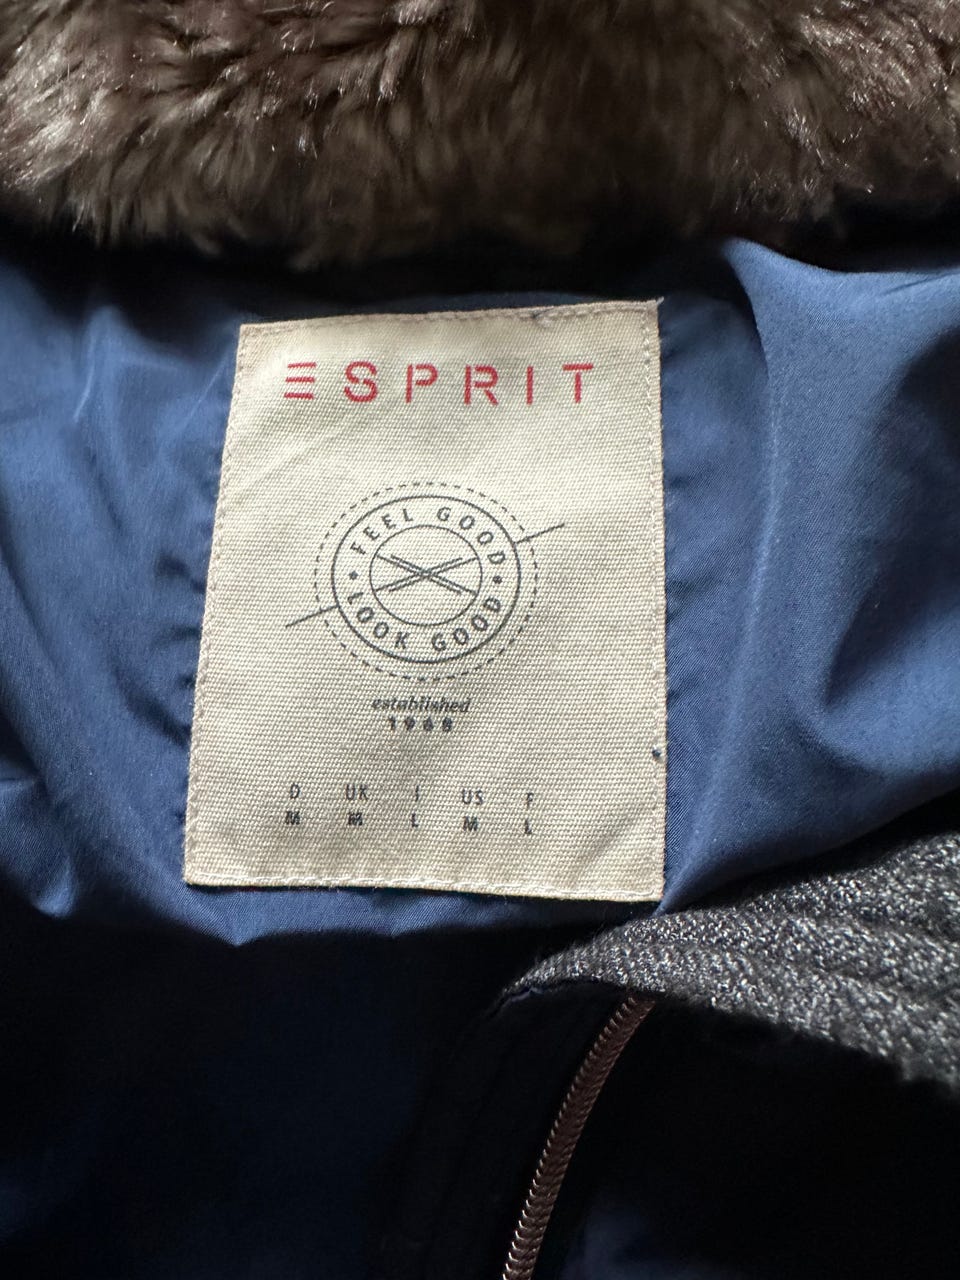 ESPRIT
FEEL GOOD
LOOK GOOD
established
1968
D UK I US F
M M L M L